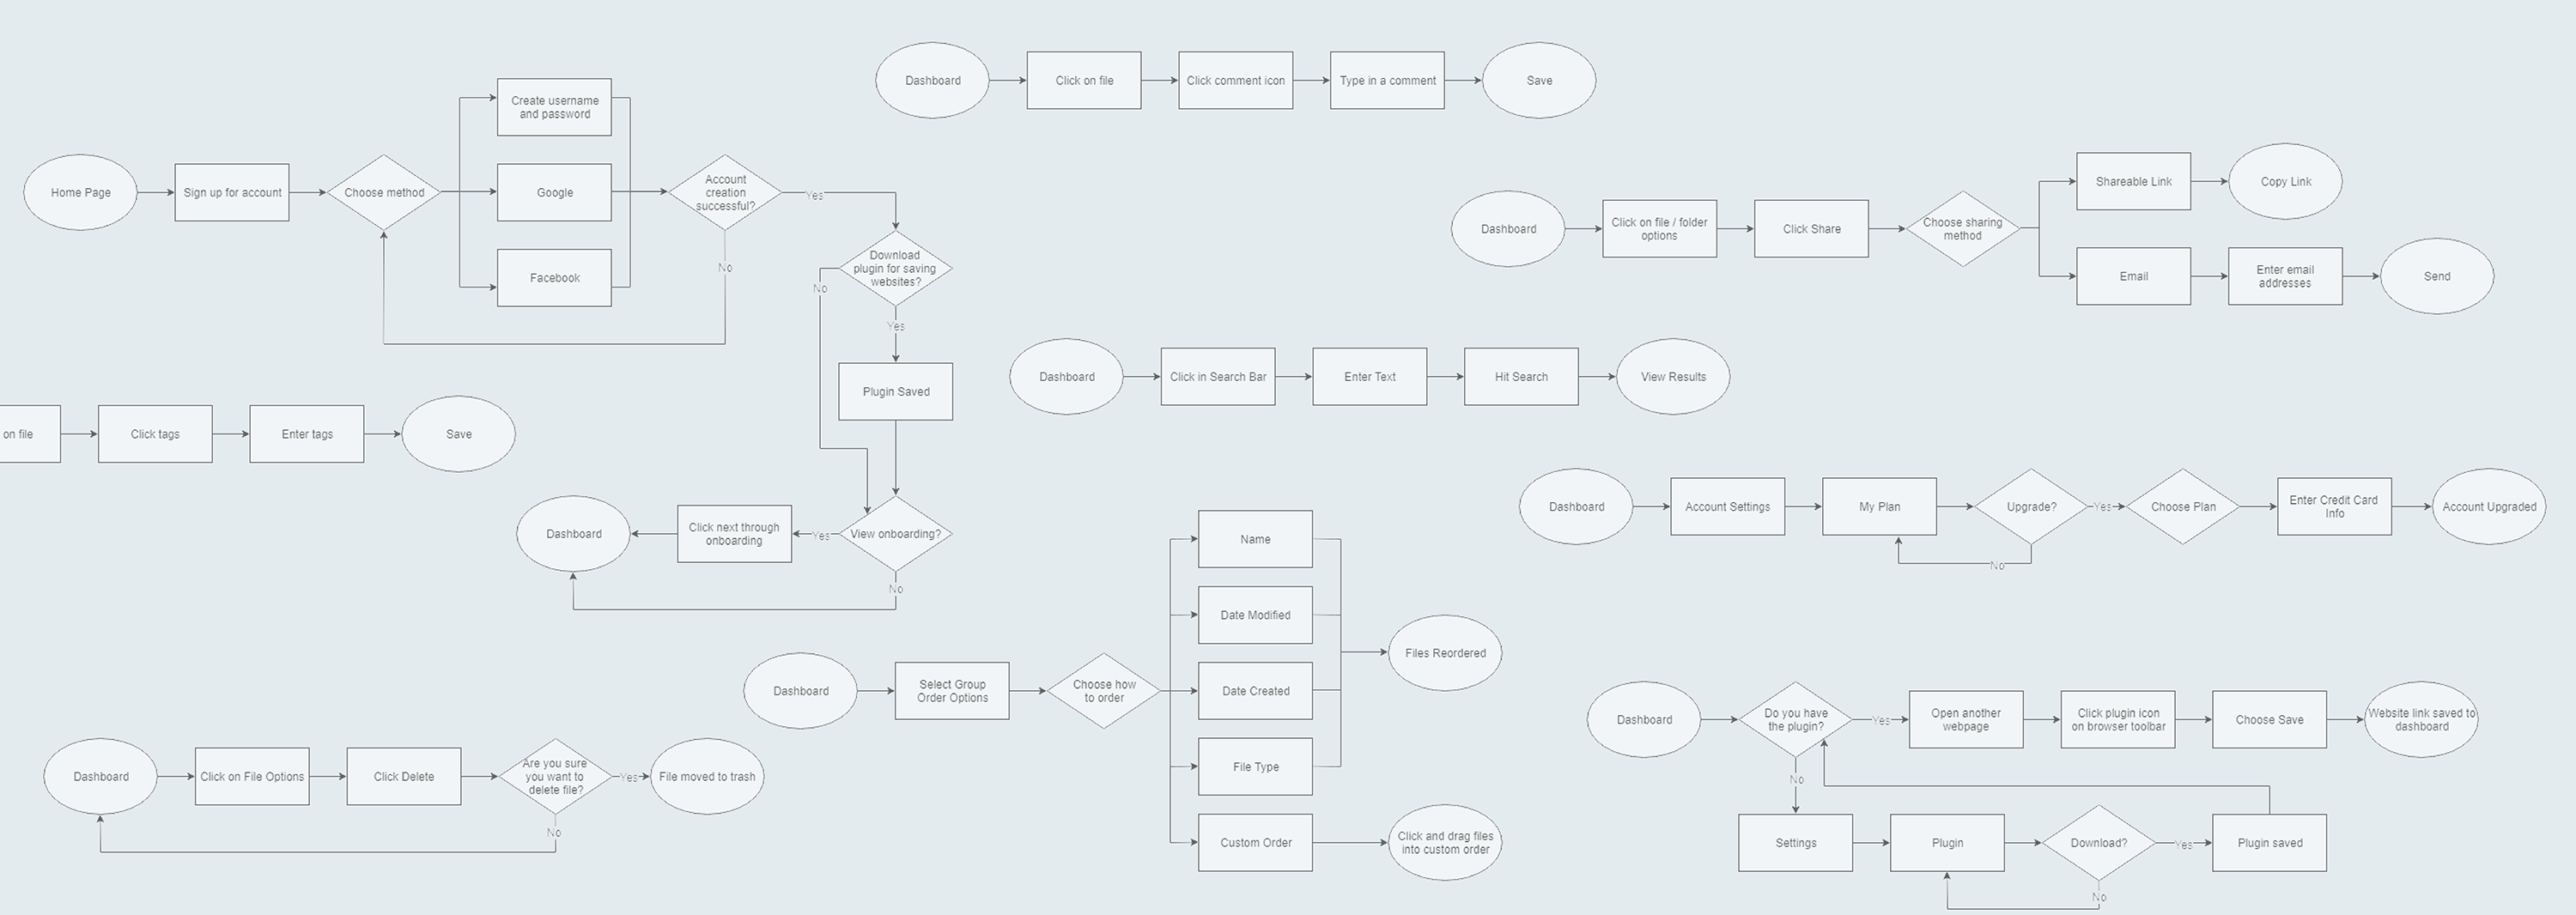 Dashboard
Click on file
Click comment icon
Type in a comment
Save
Home Page
Sign up for account
Choose method
Create username
and password
Google
Facebook
Account
creation
successful?
Yes
No
Download
plugin for saving
websites?
No
Yes
Plugin Saved
View onboarding?
Yes
No
Click next through
onboarding
Dashboard
Dashboard
Click on file / folder
options
Click Share
Choose sharing
method
Shareable Link
Copy Link
Email
Enter email
addresses
Send
Dashboard
Click in Search Bar
Enter Text
Hit Search
View Results
on file
Click tags
Enter tags
Save
Dashboard
Account Settings
My Plan
Upgrade?
Yes
No
Choose Plan
Enter Credit Card
Info
Account Upgraded
Dashboard
Select Group
Order Options
Choose how
to order
Name
Date Modified
Date Created
File Type
Custom Order
Files Reordered
Click and drag files
into custom order
Dashboard
Click on File Options
Click Delete
Are you sure
you want to
delete file?
Yes
No
File moved to trash
Dashboard
Do you have
the plugin?
Yes
No
Open another
webpage
Click plugin icon
on browser toolbar
Choose Save
Website link saved to
dashboard
Settings
Plugin
Download?
Yes
No
Plugin saved